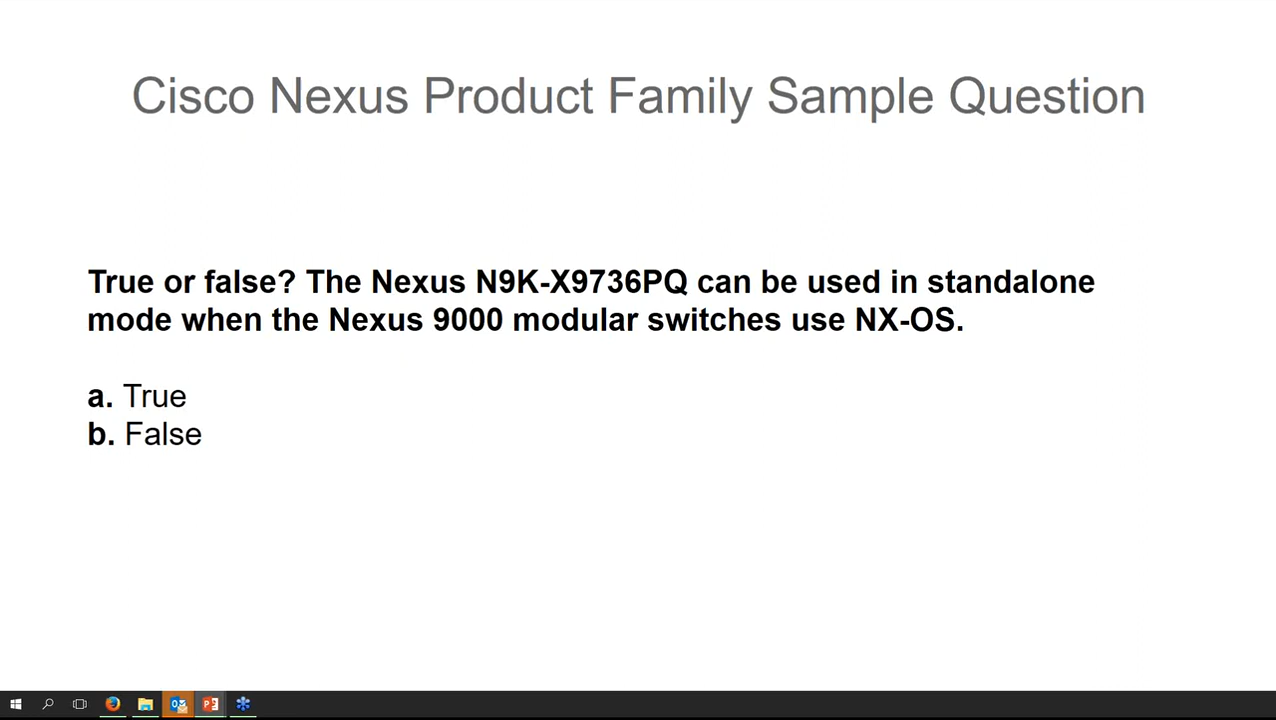 Cisco Nexus Product Family Sample Question
True or false? The Nexus N9K-X9736PQ can be used in standalone
mode when the Nexus 9000 modular switches use NX-OS.
a. True
b. False